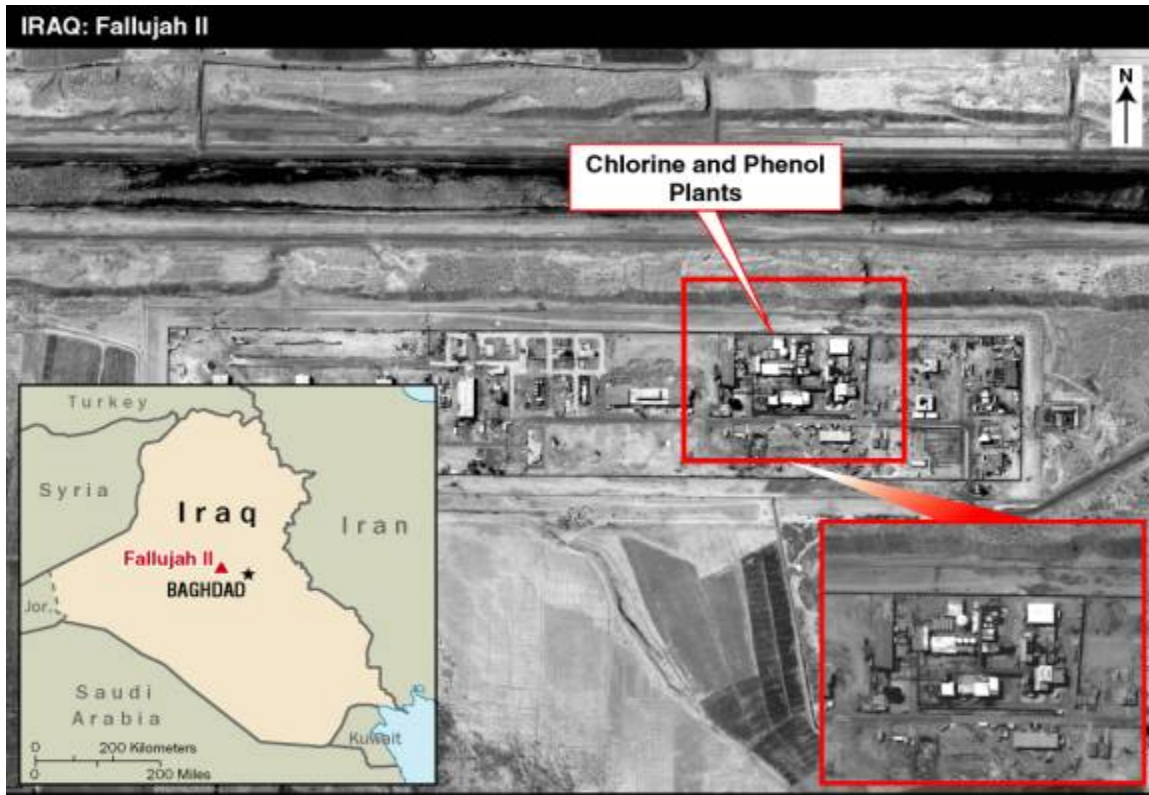 IRAQ: Fallujah II
N
Chlorine and Phenol
Plants
Turkey
Syria
Iraq
Iran
Fallujah II
BAGHDAD
Jor.
Saudi
Arabia
Kuwait
0 200 Kilometers
0 200 Miles